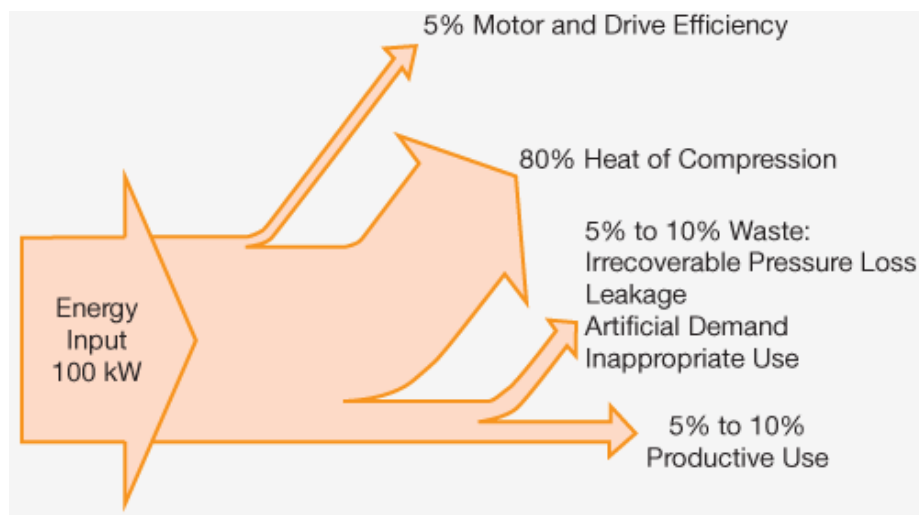 5% Motor and Drive Efficiency
80% Heat of Compression
5% to 10% Waste:
Irrecoverable Pressure Loss
Leakage
Artificial Demand
Inappropriate Use
Energy
Input
100 kW
5% to 10%
Productive Use